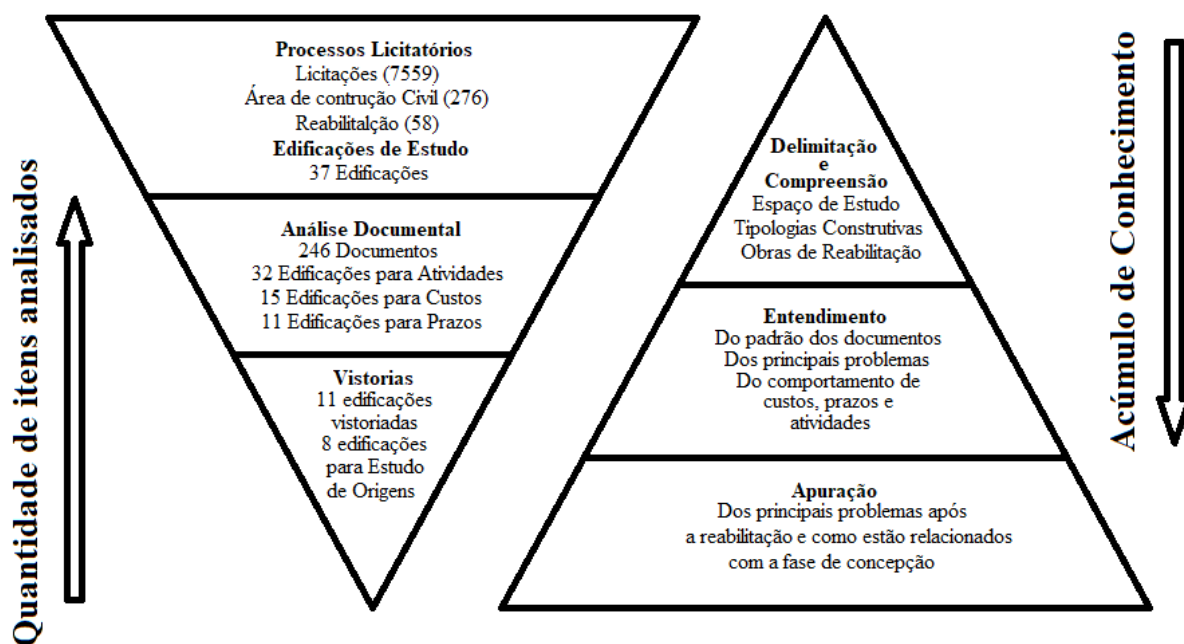 Quantidade de itens analisados
Processos Licitatórios
Licitações (7559)
Área de contrução Civil (276)
Reabilitalção (58)
Edificações de Estudo
37 Edificações
Análise Documental
246 Documentos
32 Edificações para Atividades
15 Edificações para Custos
11 Edificações para Prazos
Vistorias
11 edificações
vistoriadas
8 edificações
para Estudo
de Origens
Delimitação
e
Compreensão
Espaço de Estudo
Tipologias Construtivas
Obras de Reabilitação
Entendimento
Do padrão dos documentos
Dos principais problemas
Do comportamento de
custos, prazos e
atividades
Apuração
Dos principais problemas após
a reabilitação e como estão relacionados
com a fase de concepção
Acúmulo de Conhecimento